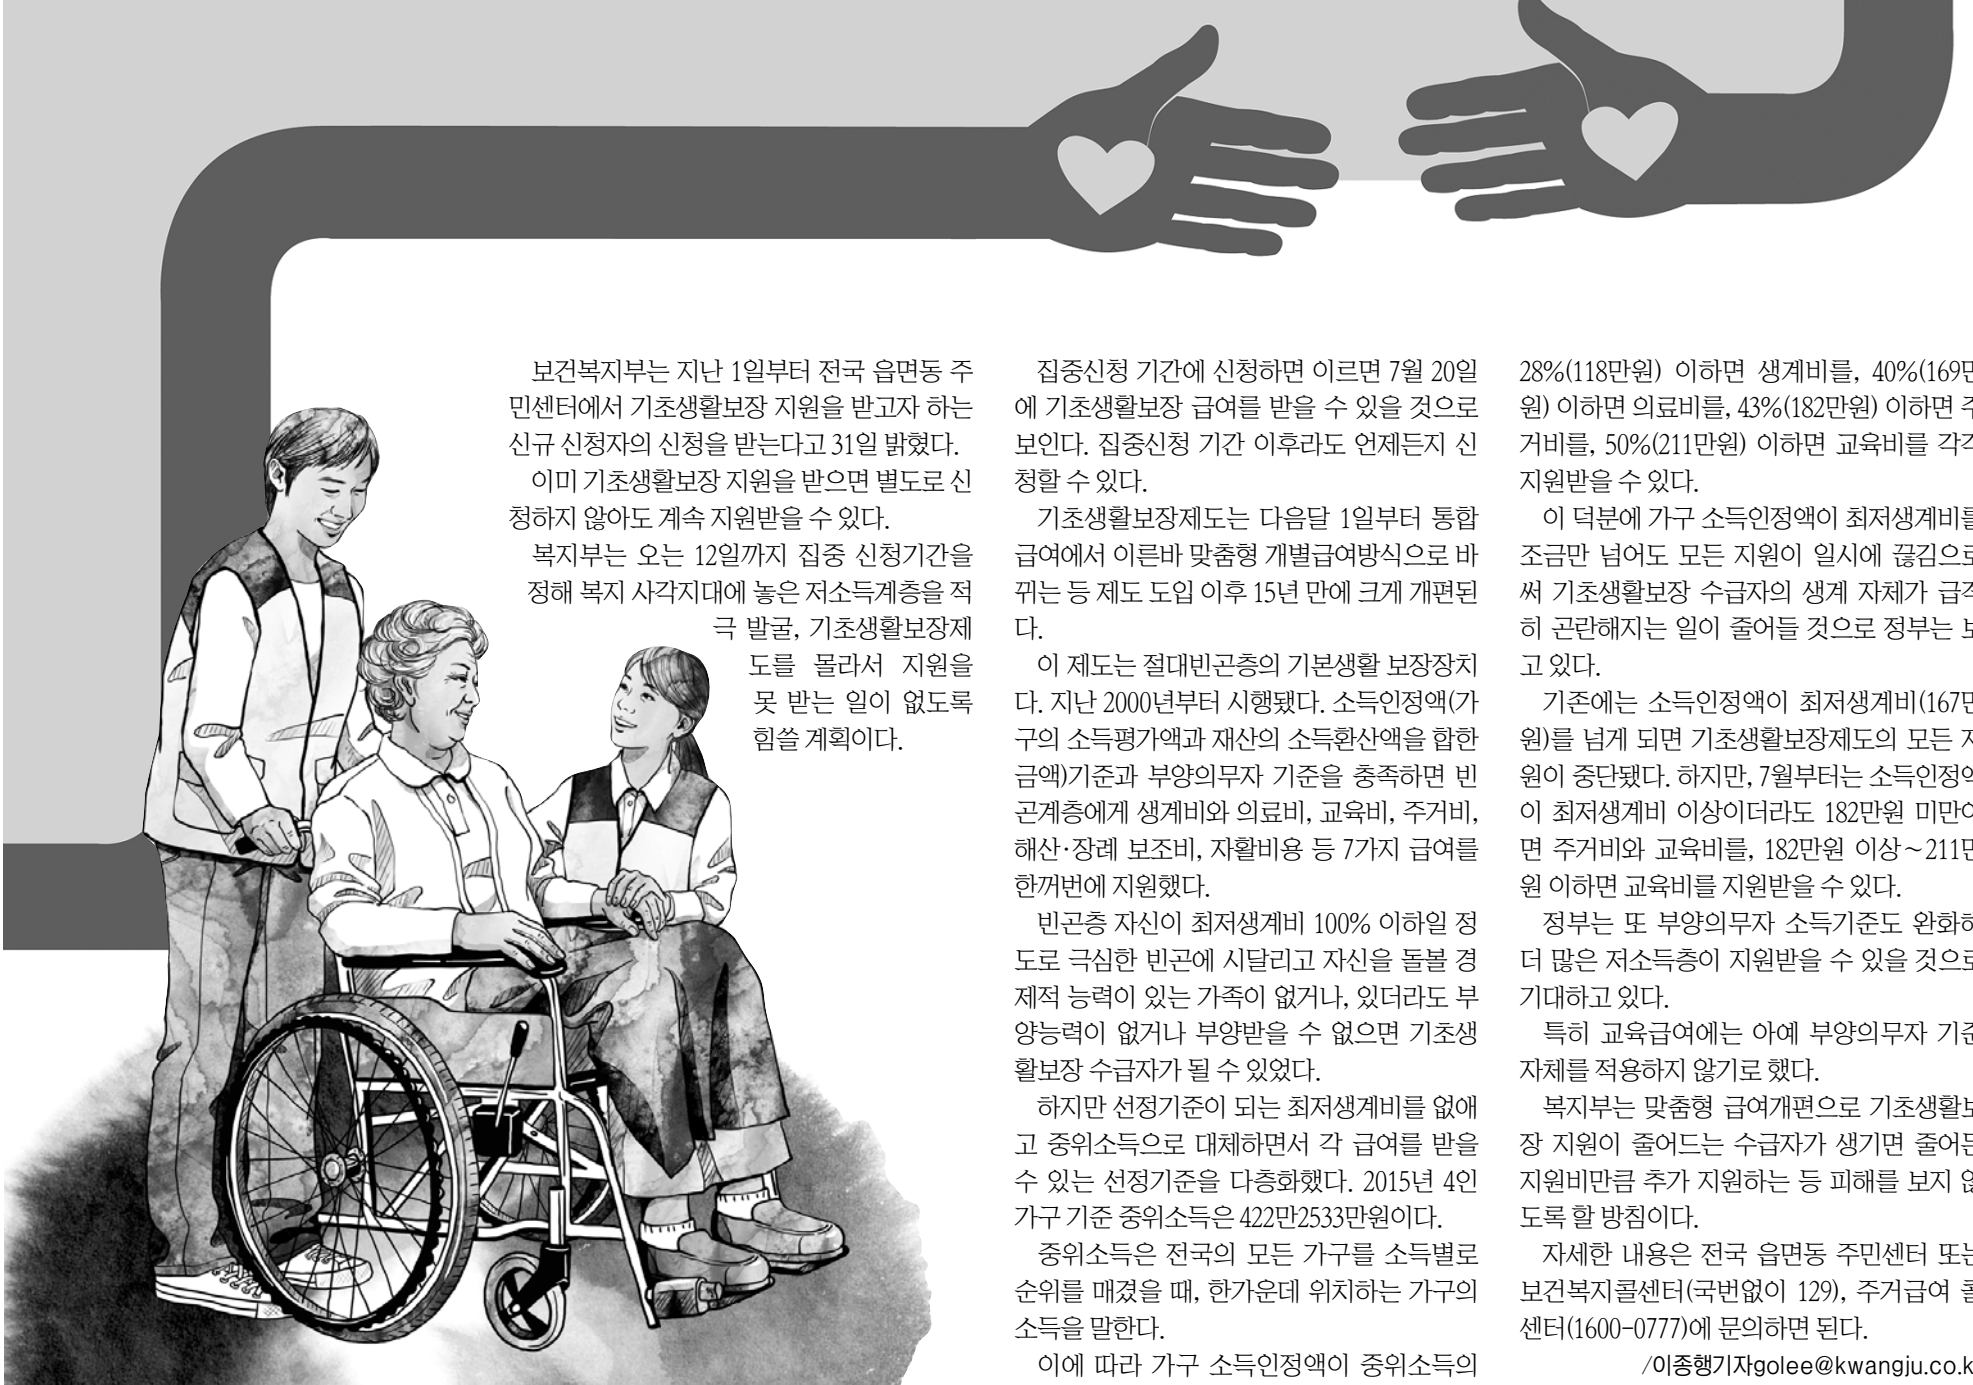 보건복지부는 지난 1일부터 전국 읍면동 주
민센터에서 기초생활보장 지원을 받고자 하는
신규 신청자의 신청을 받는다고 31일 밝혔다.
이미 기초생활보장 지원을 받으면 별도로 신
청하지 않아도 계속 지원받을 수 있다.
복지부는 오는 12일까지 집중 신청기간을
정해 복지 사각지대에 놓은 저소득계층을 적
극 발굴, 기초생활보장제
도를 몰라서 지원을
못 받는 일이 없도록
힘쓸 계획이다.
집중신청 기간에 신청하면 이르면 7월 20일
에 기초생활보장 급여를 받을 수 있을 것으로
보인다. 집중신청 기간 이후라도 언제든지 신
청할 수 있다.
기초생활보장제도는 다음달 1일부터 통합
급여에서 이른바 맞춤형 개별급여방식으로 바
뀌는 등 제도 도입 이후 15년 만에 크게 개편된
다.
이 제도는 절대빈곤층의 기본생활 보장장치
다. 지난 2000년부터 시행됐다. 소득인정액(가
구의 소득평가액과 재산의 소득환산액을 합한
금액)기준과 부양의무자 기준을 충족하면 빈
곤계층에게 생계비와 의료비, 교육비, 주거비,
해산·장례 보조비, 자활비용 등 7가지 급여를
한꺼번에 지원했다.
빈곤층 자신이 최저생계비 100% 이하일 정
도로 극심한 빈곤에 시달리고 자신을 돌볼 경
제적 능력이 있는 가족이 없거나, 있더라도 부
양능력이 없거나 부양받을 수 없으면 기초생
활보장 수급자가 될 수 있었다.
하지만 선정기준이 되는 최저생계비를 없애
고 중위소득으로 대체하면서 각 급여를 받을
수 있는 선정기준을 다층화했다. 2015년 4인
가구 기준 중위소득은 422만2533만원이다.
중위소득은 전국의 모든 가구를 소득별로
순위를 매겼을 때, 한가운데 위치하는 가구의
소득을 말한다.
이에 따라 가구 소득인정액이 중위소득의
28%(118만원) 이하면 생계비를, 40%(169만
원) 이하면 의료비를, 43%(182만원) 이하면 주
거비를, 50%(211만원) 이하면 교육비를 각각
지원받을 수 있다.
이 덕분에 가구 소득인정액이 최저생계비를
조금만 넘어도 모든 지원이 일시에 끊김으로
써 기초생활보장 수급자의 생계 자체가 급격
히 곤란해지는 일이 줄어들 것으로 정부는 보
고 있다.
기존에는 소득인정액이 최저생계비(167만
원)를 넘게 되면 기초생활보장제도의 모든 지
원이 중단됐다. 하지만, 7월부터는 소득인정액
이 최저생계비 이상이더라도 182만원 미만이
면 주거비와 교육비를, 182만원 이상~211만
원 이하면 교육비를 지원받을 수 있다.
정부는 또 부양의무자 소득기준도 완화해
더 많은 저소득층이 지원받을 수 있을 것으로
기대하고 있다.
특히 교육급여에는 아예 부양의무자 기준
자체를 적용하지 않기로 했다.
복지부는 맞춤형 급여개편으로 기초생활보
장 지원이 줄어드는 수급자가 생기면 줄어든
지원비만큼 추가 지원하는 등 피해를 보지 않
도록 할 방침이다.
자세한 내용은 전국 읍면동 주민센터 또는
보건복지콜센터(국번없이 129), 주거급여 콜
센터(1600-0777)에 문의하면 된다.
/이종행기자golee@kwangju.co.k